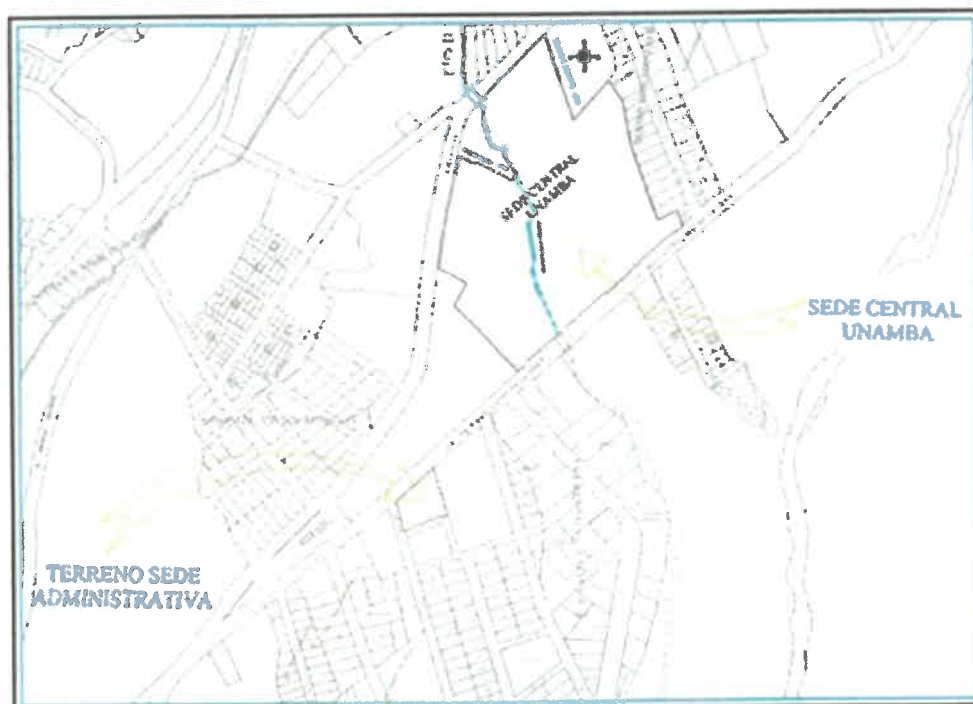 SEDE CENTRAL
UNAMBA
SEDE CENTRAL
UNAMBA
TERRENO SEDE
ADMINISTRATIVA